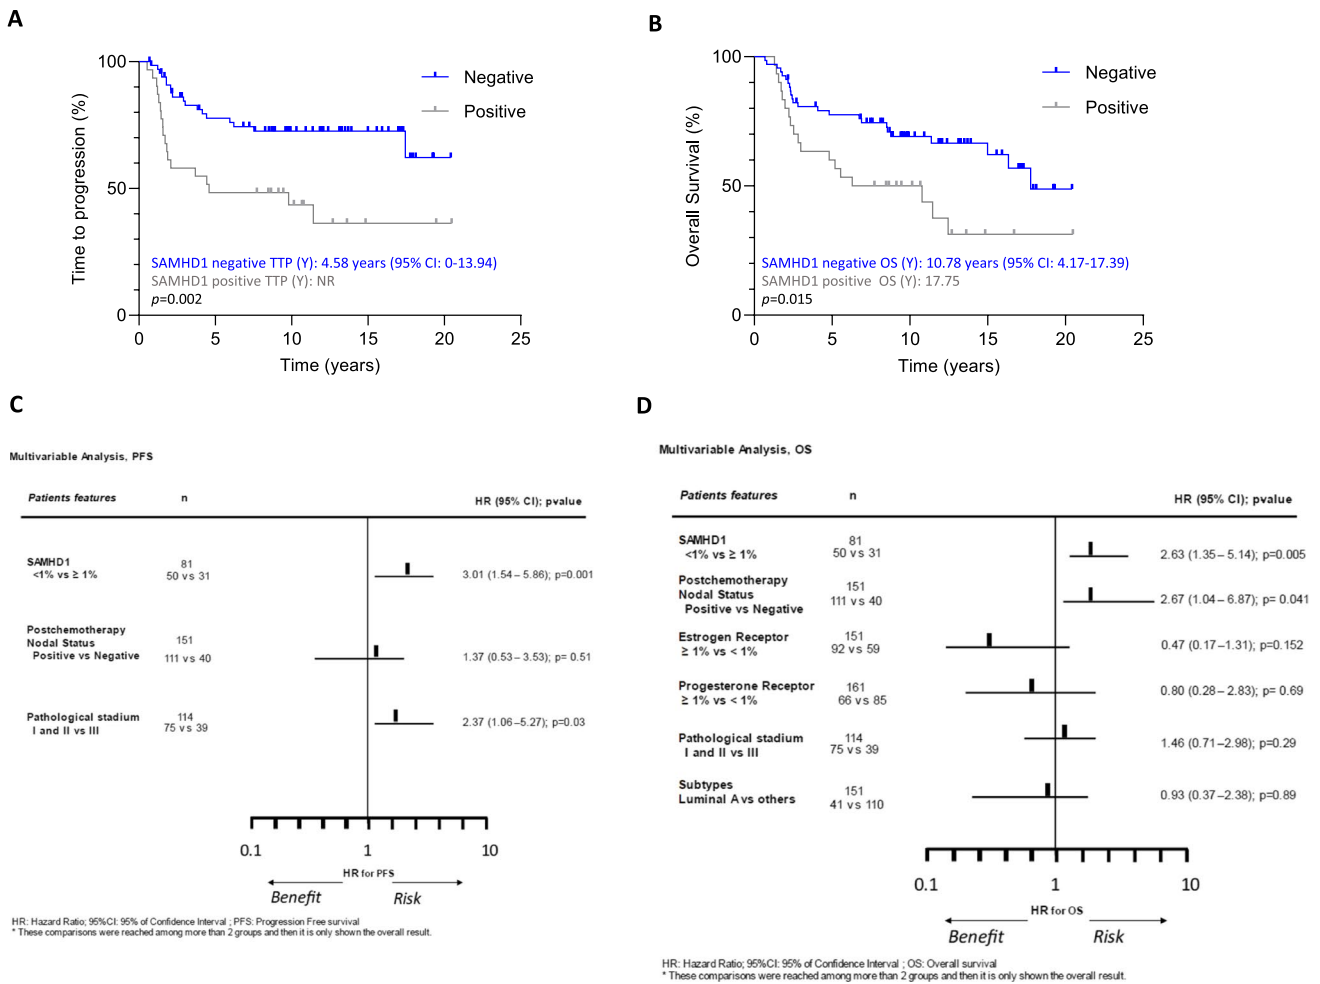 A
100
50
0
0 5 10 15 20 25
Time to progression (%)
Time (years)
Negative
Positive
SAMHD1 negative TTP (Y): 4.58 years (95% CI: 0-13.94)
SAMHD1 positive TTP (Y): NR
p=0.002
B
100
50
0
0 5 10 15 20 25
Overall Survival (%)
Time (years)
Negative
Positive
SAMHD1 negative OS (Y): 10.78 years (95% CI: 4.17-17.39)
SAMHD1 positive OS (Y): 17.75
p=0.015
C
Multivariable Analysis, PFS
Patients features n HR (95% CI); pvalue
SAMHD1 81
<1% vs ≥ 1% 50 vs 31 3.01 (1.54–5.86); p=0.001
Postchemotherapy
Nodal Status 151
Positive vs Negative 111 vs 40 1.37 (0.53–3.53); p= 0.51
Pathological stadium 114
I and II vs III 75 vs 39 2.37 (1.06–5.27); p=0.03
0.1 1 10
HR for PFS
Benefit Risk
HR: Hazard Ratio; 95%CI: 95% of Confidence Interval ; PFS: Progression Free survival
* These comparisons were reached among more than 2 groups and then it is only shown the overall result.
D
Multivariable Analysis, OS
Patients features n HR (95% CI); pvalue
SAMHD1 81
<1% vs ≥ 1% 50 vs 31 2.63 (1.35–5.14); p=0.005
Postchemotherapy
Nodal Status 151
Positive vs Negative 111 vs 40 2.67 (1.04–6.87); p= 0.041
Estrogen Receptor 151
≥ 1% vs < 1% 92 vs 59 0.47 (0.17–1.31); p=0.152
Progesterone Receptor 161
≥ 1% vs < 1% 66 vs 85 0.80 (0.28–2.83); p= 0.69
Pathological stadium 114
I and II vs III 75 vs 39 1.46 (0.71–2.98); p=0.29
Subtypes 151
Luminal A vs others 41 vs 110 0.93 (0.37–2.38); p=0.89
0.1 1 10
HR for OS
Benefit Risk
HR: Hazard Ratio; 95%CI: 95% of Confidence Interval ; OS: Overall survival
* These comparisons were reached among more than 2 groups and then it is only shown the overall result.